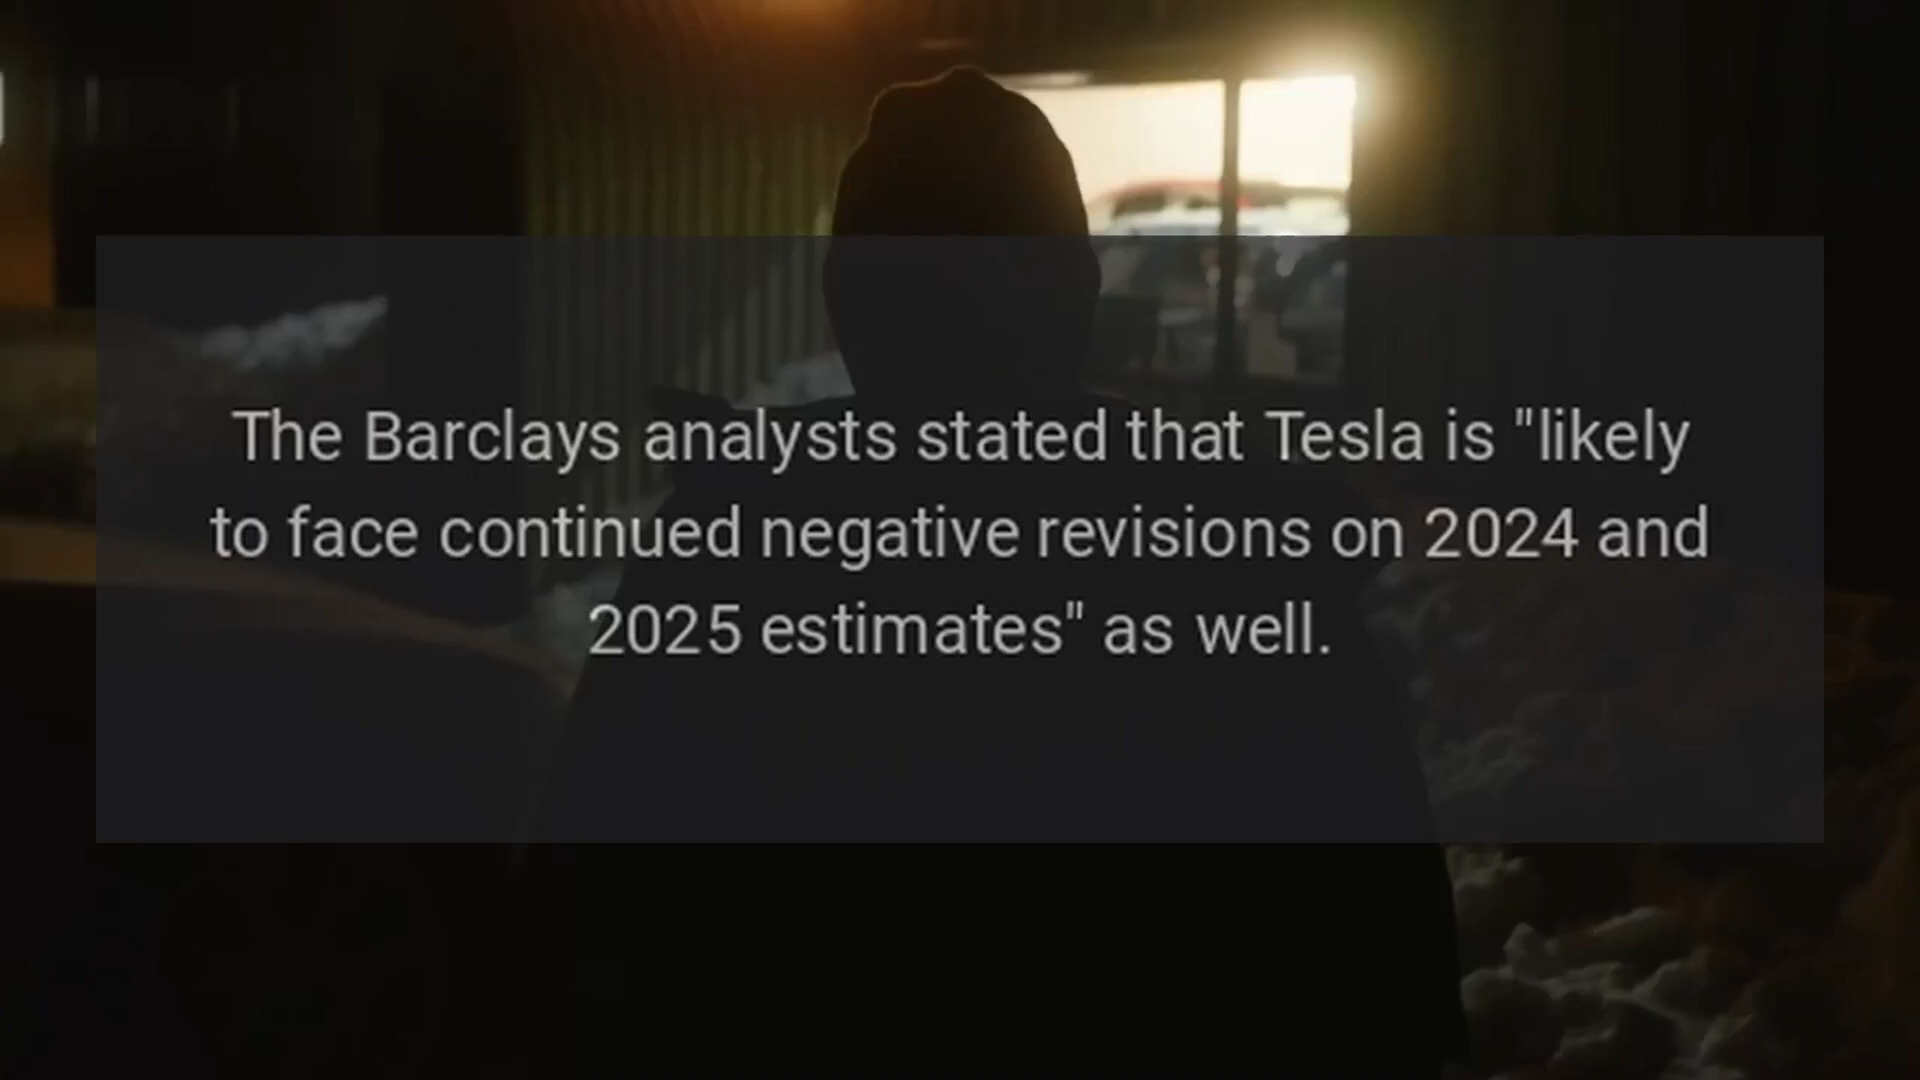 The Barclays analysts stated that Tesla is "likely
to face continued negative revisions on 2024 and
2025 estimates" as well.